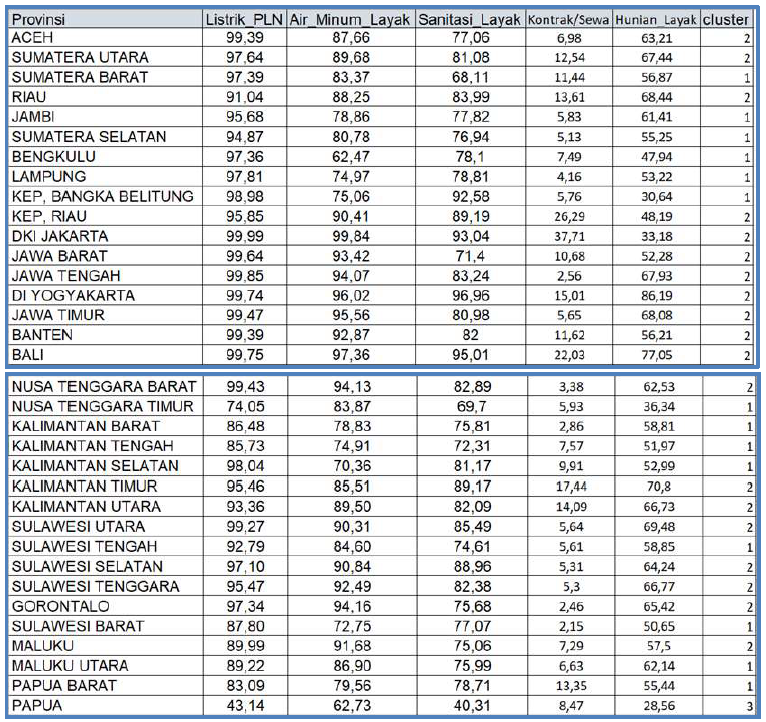 Provinsi Listrik_PLN Air_Minum_Layak Sanitasi_Layak Kontrak/Sewa Hunian_Layak cluster
ACEH 99,39 87,66 77,06 6,98 63,21 2
SUMATERA UTARA 97,64 89,68 81,08 12,54 67,44 2
SUMATERA BARAT 97,39 83,37 68,11 11,44 56,87 1
RIAU 91,04 88,25 83,99 13,61 68,44 2
JAMBI 95,68 78,86 77,82 5,83 61,41 1
SUMATERA SELATAN 94,87 80,78 76,94 5,13 55,25 1
BENGKULU 97,36 62,47 78,1 7,49 47,94 1
LAMPUNG 97,81 74,97 78,81 4,16 53,22 1
KEP, BANGKA BELITUNG 98,98 75,06 92,58 5,76 30,64 1
KEP, RIAU 95,85 90,41 89,19 26,29 48,19 2
DKI JAKARTA 99,99 99,84 93,04 37,71 33,18 2
JAWA BARAT 99,64 93,42 71,4 10,68 52,28 2
JAWA TENGAH 99,85 94,07 83,24 2,56 67,93 2
DI YOGYAKARTA 99,74 96,02 96,96 15,01 86,19 2
JAWA TIMUR 99,47 95,56 80,98 5,65 68,08 2
BANTEN 99,39 92,87 82 11,62 56,21 2
BALI 99,75 97,36 95,01 22,03 77,05 2
NUSA TENGGARA BARAT 99,43 94,13 82,89 3,38 62,53 2
NUSA TENGGARA TIMUR 74,05 83,87 69,7 5,93 36,34 1
KALIMANTAN BARAT 86,48 78,83 75,81 2,86 58,81 1
KALIMANTAN TENGAH 85,73 74,91 72,31 7,57 51,97 1
KALIMANTAN SELATAN 98,04 70,36 81,17 9,91 52,99 1
KALIMANTAN TIMUR 95,46 85,51 89,17 17,44 70,8 2
KALIMANTAN UTARA 93,36 89,50 82,09 14,09 66,73 2
SULAWESI UTARA 99,27 90,31 85,49 5,64 69,48 2
SULAWESI TENGAH 92,79 84,60 74,61 5,61 58,85 1
SULAWESI SELATAN 97,10 90,84 88,96 5,31 64,24 2
SULAWESI TENGGARA 95,47 92,49 82,38 5,3 66,77 2
GORONTALO 97,34 94,16 75,68 2,46 65,42 2
SULAWESI BARAT 87,80 72,75 77,07 2,15 50,65 1
MALUKU 89,99 91,68 75,06 7,29 57,5 2
MALUKU UTARA 89,22 86,90 75,99 6,63 62,14 1
PAPUA BARAT 83,09 79,56 78,71 13,35 55,44 1
PAPUA 43,14 62,73 40,31 8,47 28,56 3